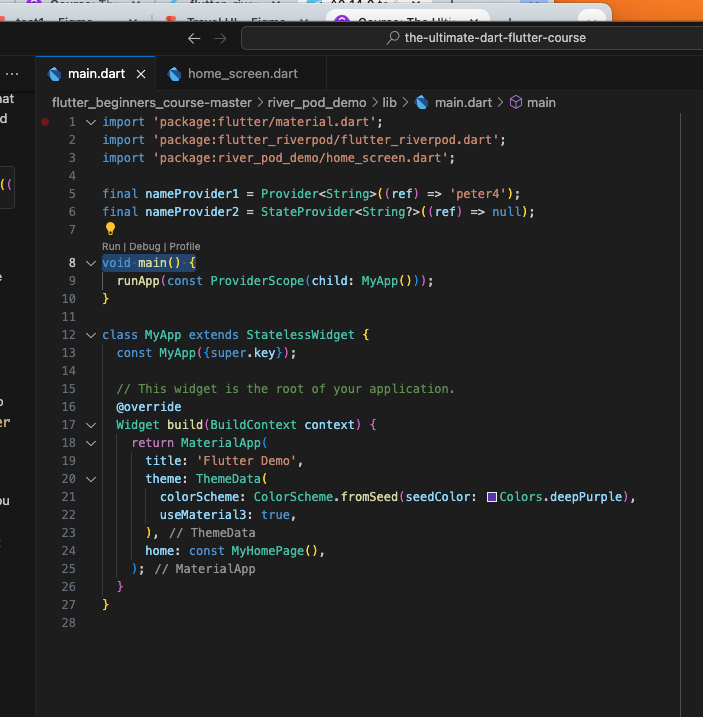 the-ultimate-dart-flutter-course
main.dart
home_screen.dart
flutter_beginners_course-master > river_pod_demo > lib > main.dart > main
1 import 'package:flutter/material.dart';
2 import 'package:flutter_riverpod/flutter_riverpod.dart';
3 import 'package:river_pod_demo/home_screen.dart';
4
5 final nameProvider1 = Provider<String>((ref) => 'peter4');
6 final nameProvider2 = StateProvider<String?>((ref) => null);
7
Run | Debug | Profile
8 void main() {
9 runApp(const ProviderScope(child: MyApp()));
10 }
11
12 class MyApp extends StatelessWidget {
13 const MyApp({super.key});
14
15 // This widget is the root of your application.
16 @override
17 Widget build(BuildContext context) {
18 return MaterialApp(
19 title: 'Flutter Demo',
20 theme: ThemeData(
21 colorScheme: ColorScheme.fromSeed(seedColor: Colors.deepPurple),
22 useMaterial3: true,
23 ), // ThemeData
24 home: const MyHomePage(),
25 ); // MaterialApp
26 }
27 }
28